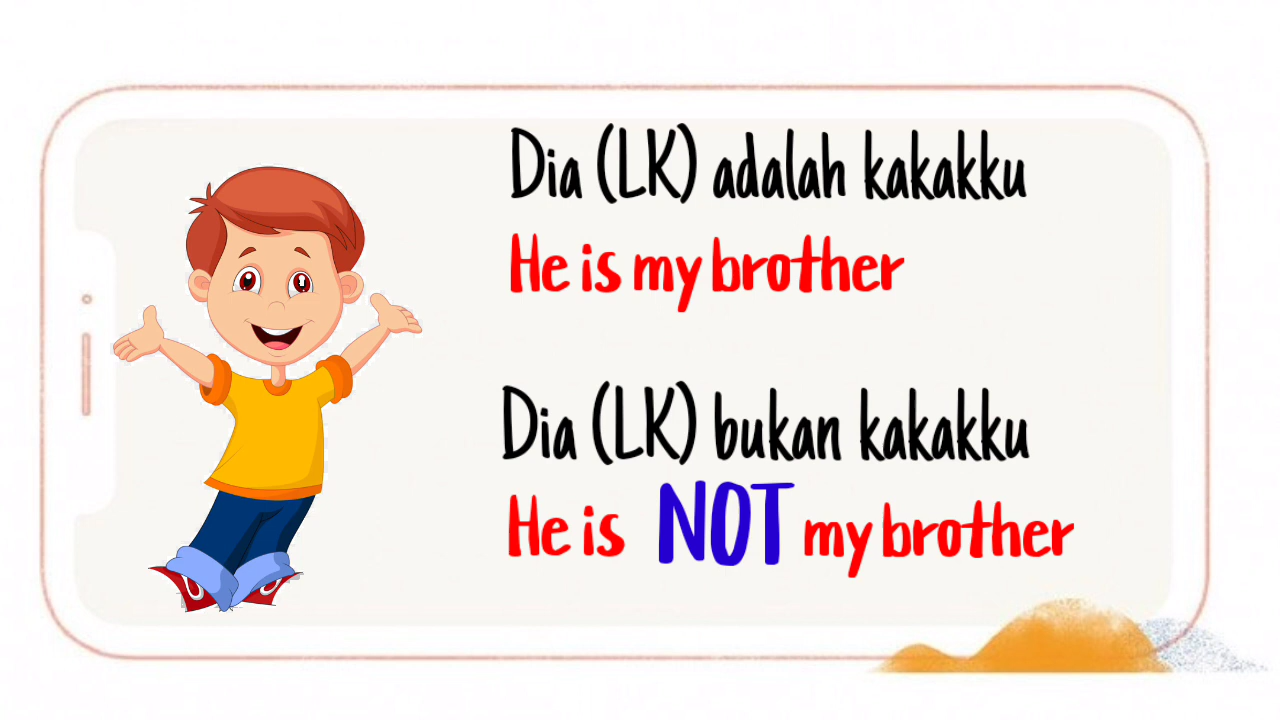 Dia (LK) adalah kakakku
He is my brother
Dia (LK) bukan kakakku
He is NOT my brother